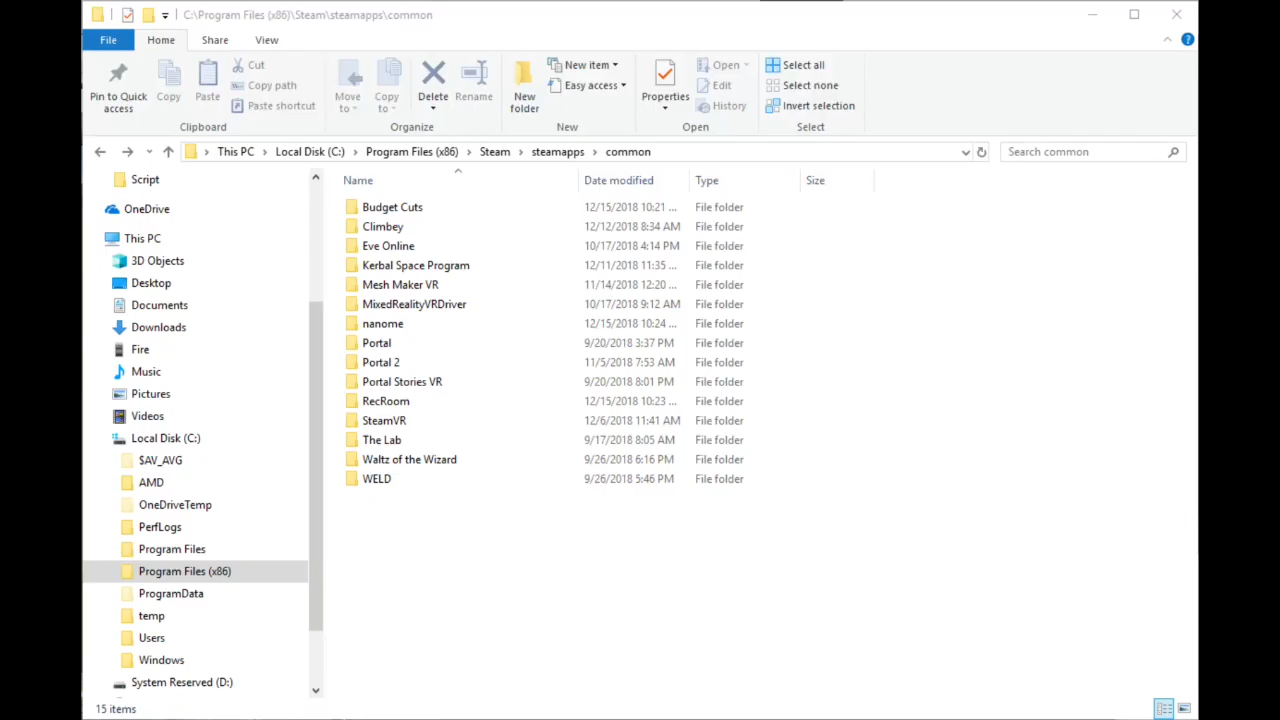 C:\Program Files (x86)\Steam\steamapps\common
File Home Share View
Pin to Quick access
Copy
Paste
Cut
Copy path
Paste shortcut
Clipboard
Move to
Copy to
Delete
Rename
Organize
New folder
New item
Easy access
New
Properties
Open
Edit
History
Open
Select all
Select none
Invert selection
Select
This PC > Local Disk (C:) > Program Files (x86) > Steam > steamapps > common
Search common
Script
OneDrive
This PC
3D Objects
Desktop
Documents
Downloads
Fire
Music
Pictures
Videos
Local Disk (C:)
$AV_AVG
AMD
OneDriveTemp
PerfLogs
Program Files
Program Files (x86)
ProgramData
temp
Users
Windows
System Reserved (D:)
Name Date modified Type Size
Budget Cuts 12/15/2018 10:21 ... File folder
Climbey 12/12/2018 8:34 AM File folder
Eve Online 10/17/2018 4:14 PM File folder
Kerbal Space Program 12/11/2018 11:35 ... File folder
Mesh Maker VR 11/14/2018 12:20 ... File folder
MixedRealityVRDriver 10/17/2018 9:12 AM File folder
nanome 12/15/2018 10:24 ... File folder
Portal 9/20/2018 3:37 PM File folder
Portal 2 11/5/2018 7:53 AM File folder
Portal Stories VR 9/20/2018 8:01 PM File folder
RecRoom 12/15/2018 10:23 ... File folder
SteamVR 12/6/2018 11:41 AM File folder
The Lab 9/17/2018 8:05 AM File folder
Waltz of the Wizard 9/26/2018 6:16 PM File folder
WELD 9/26/2018 5:46 PM File folder
15 items